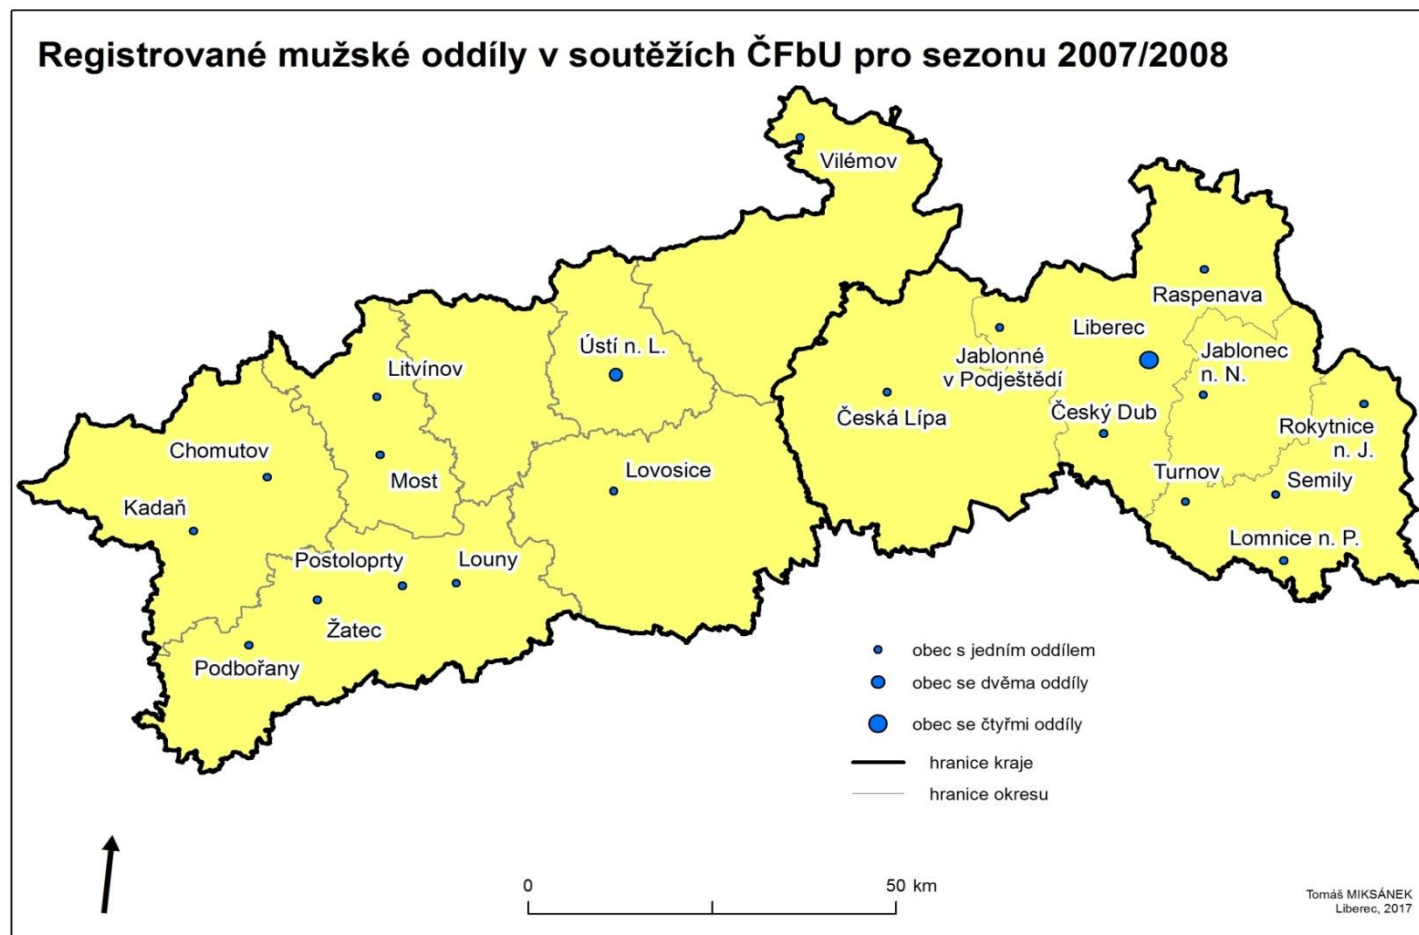 Registrované mužské oddíly v soutěžích ČFbU pro sezonu 2007/2008
Vilémov
Raspenava
Liberec
Ústí n. L.
Jablonné
v Podještědí
Jablonec
n. N.
Litvínov
Česká Lípa
Český Dub
Rokytnice
n. J.
Chomutov
Most
Lovosice
Turnov
Semily
Kadaň
Lomnice n. P.
Postoloprty
Louny
Žatec
Podbořany
obec s jedním oddílem
obec se dvěma oddíly
obec se čtyřmi oddíly
hranice kraje
hranice okresu
0
50 km
Tomáš MIKSÁNEK
Liberec, 2017